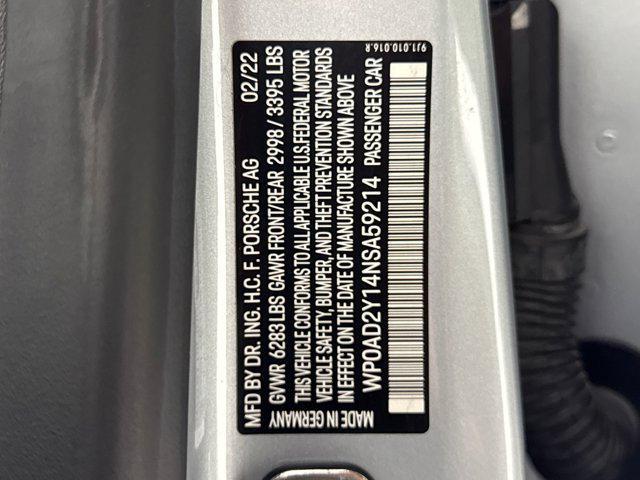 MFD BY DR. ING. H.C. F. PORSCHE AG 02/22
GVWR 6283 LBS GAWR FRONT/REAR 2998 / 3395 LBS
THIS VEHICLE CONFORMS TO ALL APPLICABLE U.S. FEDERAL MOTOR
VEHICLE SAFETY, BUMPER, AND THEFT PREVENTION STANDARDS
IN EFFECT ON THE DATE OF MANUFACTURE SHOWN ABOVE
WP0AD2Y14NSA59214 PASSENGER CAR
MADE IN GERMANY
9J1.010.016.R